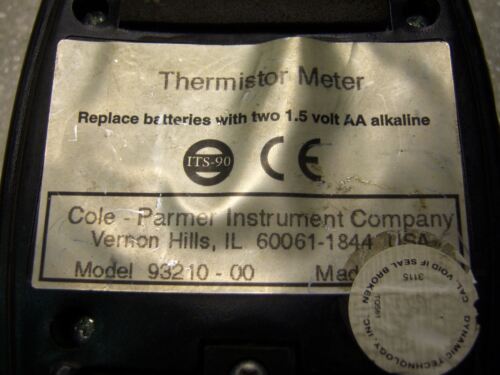 Thermistor Meter
Replace batteries with two 1.5 volt AA alkaline
ITS-90 CE
Cole - Parmer Instrument Company
Vernon Hills, IL 60061-1844 USA
Model 93210 - 00 Mad
CAL VOID IF SEAL BROKEN
3115
DYNAMIC TECHNOLOGY, INC.